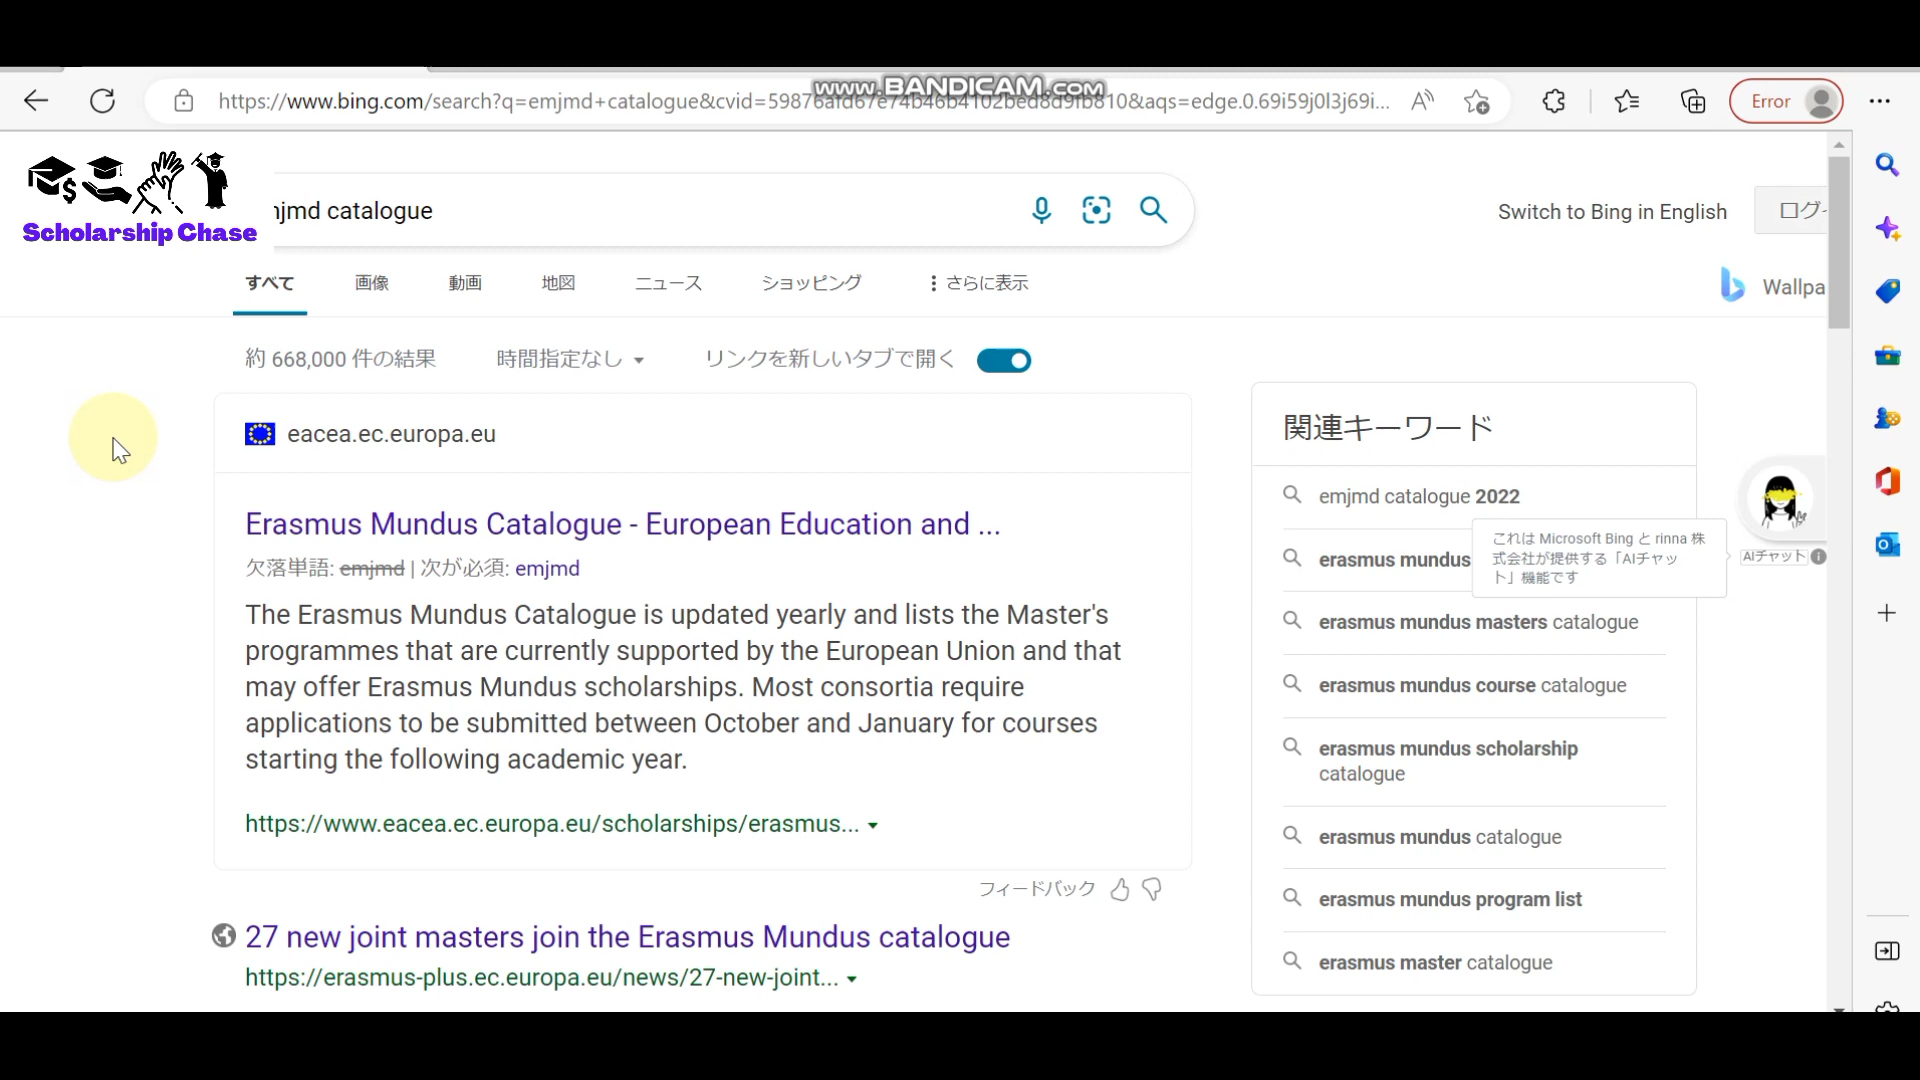 www.BANDICAM.com
https://www.bing.com/search?q=emjmd+catalogue&cvid=59876afd67e74b46b4102bed8d9fb810&aqs=edge.0.69i59j0l3j69i...
Error
Scholarship Chase
jmd catalogue
Switch to Bing in English
ログ
すべて
画像
動画
地図
ニュース
ショッピング
さらに表示
Wallpa
約 668,000 件の結果
時間指定なし
リンクを新しいタブで開く
eacea.ec.europa.eu
Erasmus Mundus Catalogue - European Education and ...
欠落単語: emjmd | 次が必須: emjmd
The Erasmus Mundus Catalogue is updated yearly and lists the Master's
programmes that are currently supported by the European Union and that
may offer Erasmus Mundus scholarships. Most consortia require
applications to be submitted between October and January for courses
starting the following academic year.
https://www.eacea.ec.europa.eu/scholarships/erasmus...
フィードバック
27 new joint masters join the Erasmus Mundus catalogue
https://erasmus-plus.ec.europa.eu/news/27-new-joint...
関連キーワード
emjmd catalogue 2022
erasmus mundus
これは Microsoft Bing と rinna 株
式会社が提供する「AIチャッ
ト」機能です
AIチャット
erasmus mundus masters catalogue
erasmus mundus course catalogue
erasmus mundus scholarship
catalogue
erasmus mundus catalogue
erasmus mundus program list
erasmus master catalogue